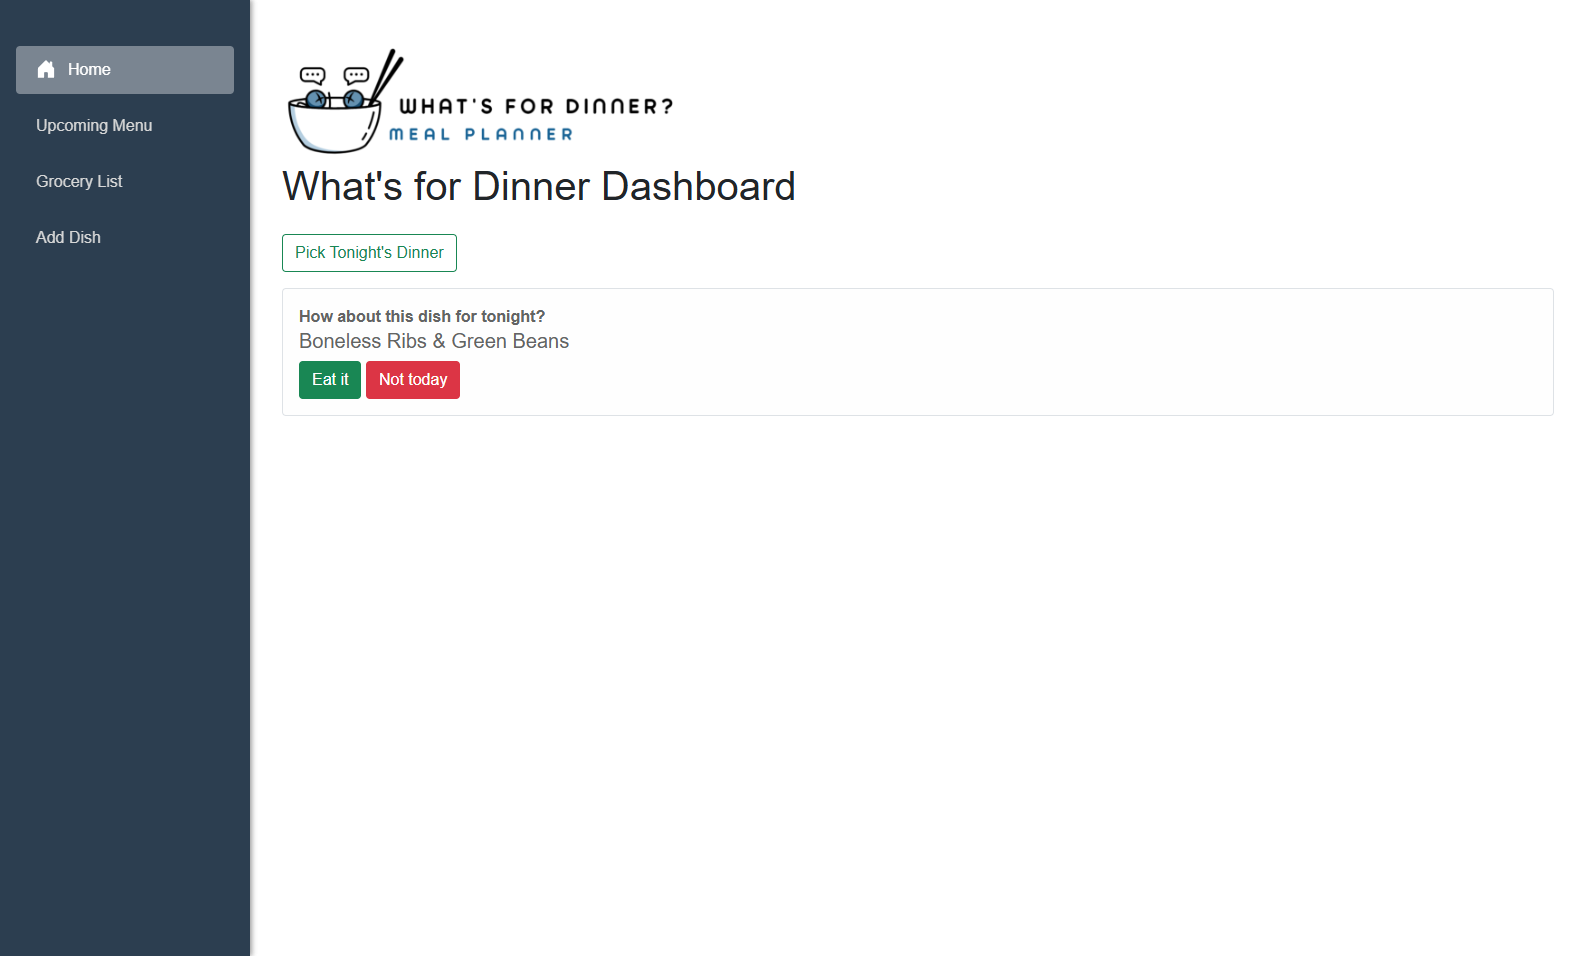 Home
Upcoming Menu
Grocery List
Add Dish
WHAT'S FOR DINNER?
MEAL PLANNER
What's for Dinner Dashboard
Pick Tonight's Dinner
How about this dish for tonight?
Boneless Ribs & Green Beans
Eat it Not today